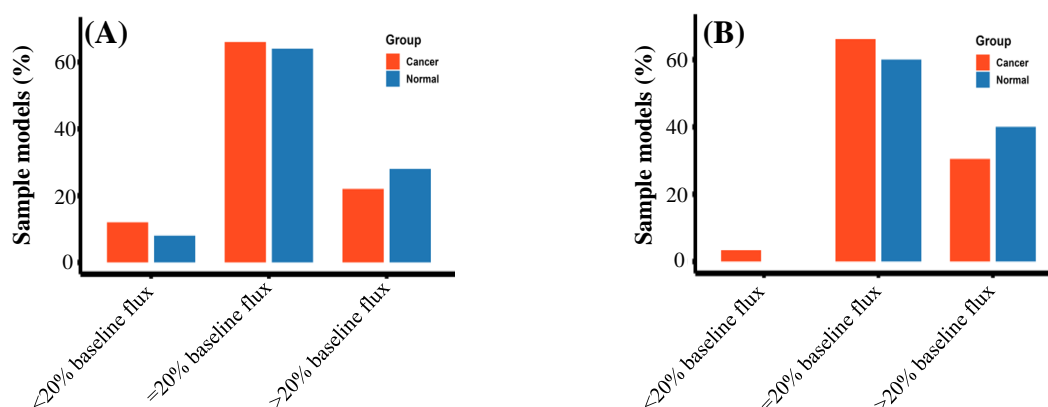 (A)
Group
Cancer
Normal
Sample models (%)
60
40
20
0
<20% baseline flux
=20% baseline flux
>20% baseline flux
(B)
Group
Cancer
Normal
Sample models (%)
60
40
20
0
<20% baseline flux
=20% baseline flux
>20% baseline flux